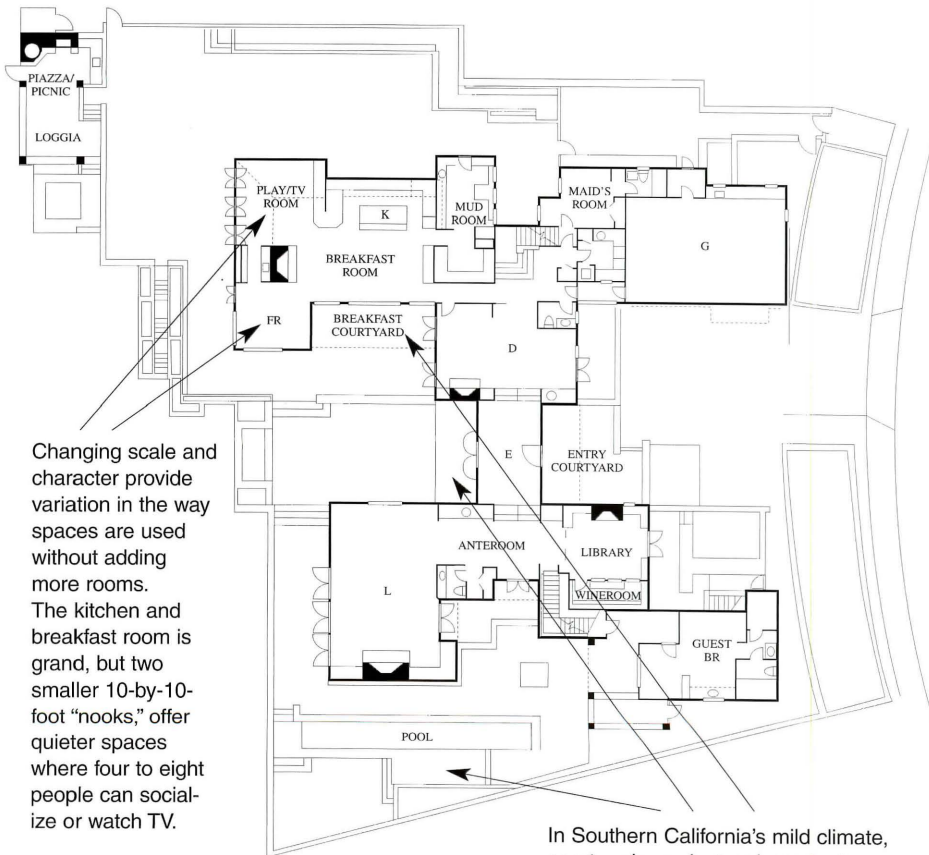 PIAZZA/
PICNIC
LOGGIA
PLAY/TV
ROOM
K
MUD
ROOM
MAID'S
ROOM
G
BREAKFAST
ROOM
FR
BREAKFAST
COURTYARD
D
E
ENTRY
COURTYARD
ANTEROOM
LIBRARY
L
WINEROOM
GUEST
BR
POOL
Changing scale and
character provide
variation in the way
spaces are used
without adding
more rooms.
The kitchen and
breakfast room is
grand, but two
smaller 10-by-10-
foot “nooks,” offer
quieter spaces
where four to eight
people can social-
ize or watch TV.
In Southern California's mild climate,